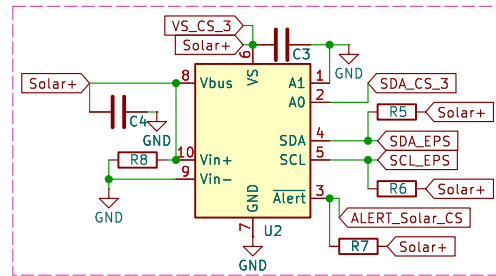 VS_CS_3
Solar+
C3
GND
6
VS
Solar+
8
Vbus
A1
1
A0
2
SDA_CS_3
C4
GND
R5
Solar+
SDA
4
SDA_EPS
R8
10
Vin+
SCL
5
SCL_EPS
9
Vin-
GND
R6
Solar+
GND
Alert
3
ALERT_Solar_CS
7
U2
GND
R7
Solar+